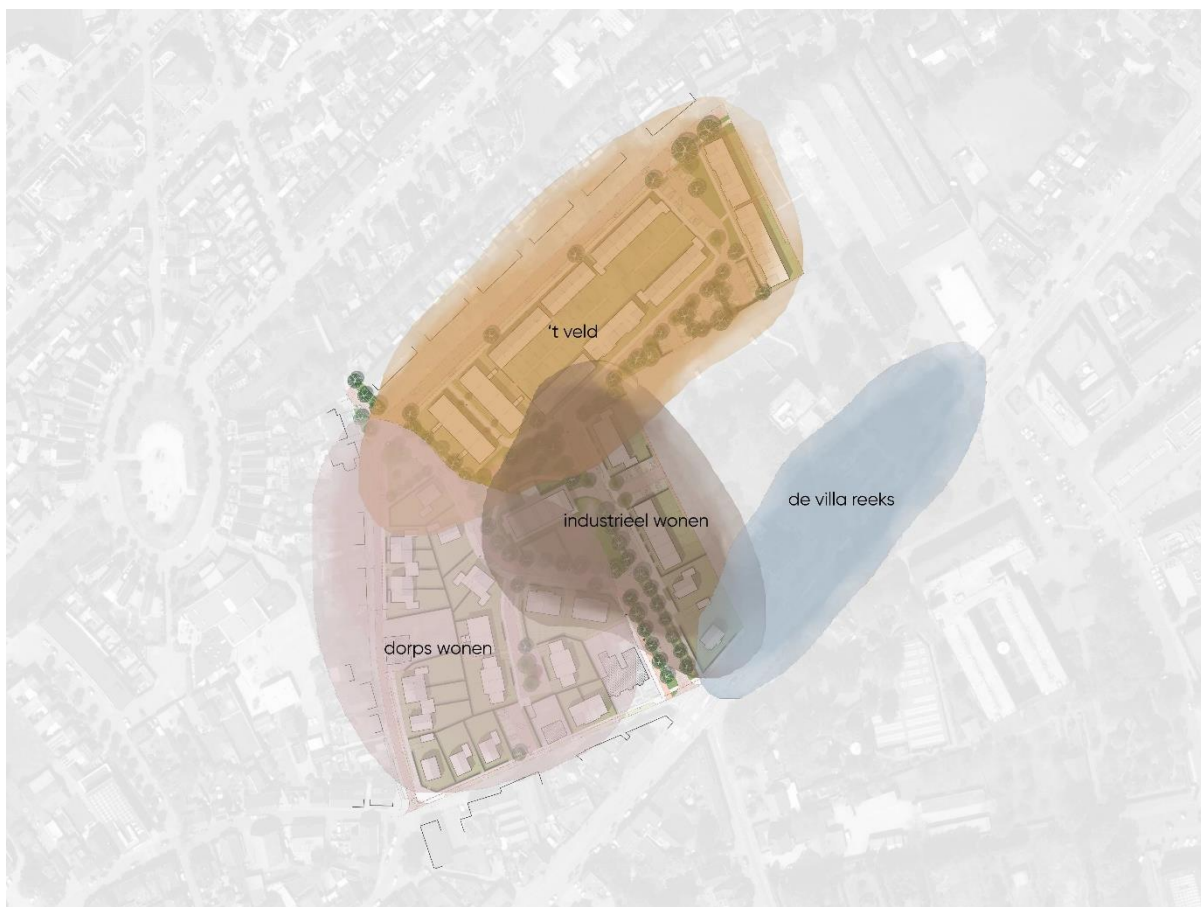 ‘t veld
de villa reeks
industrieel wonen
dorps wonen